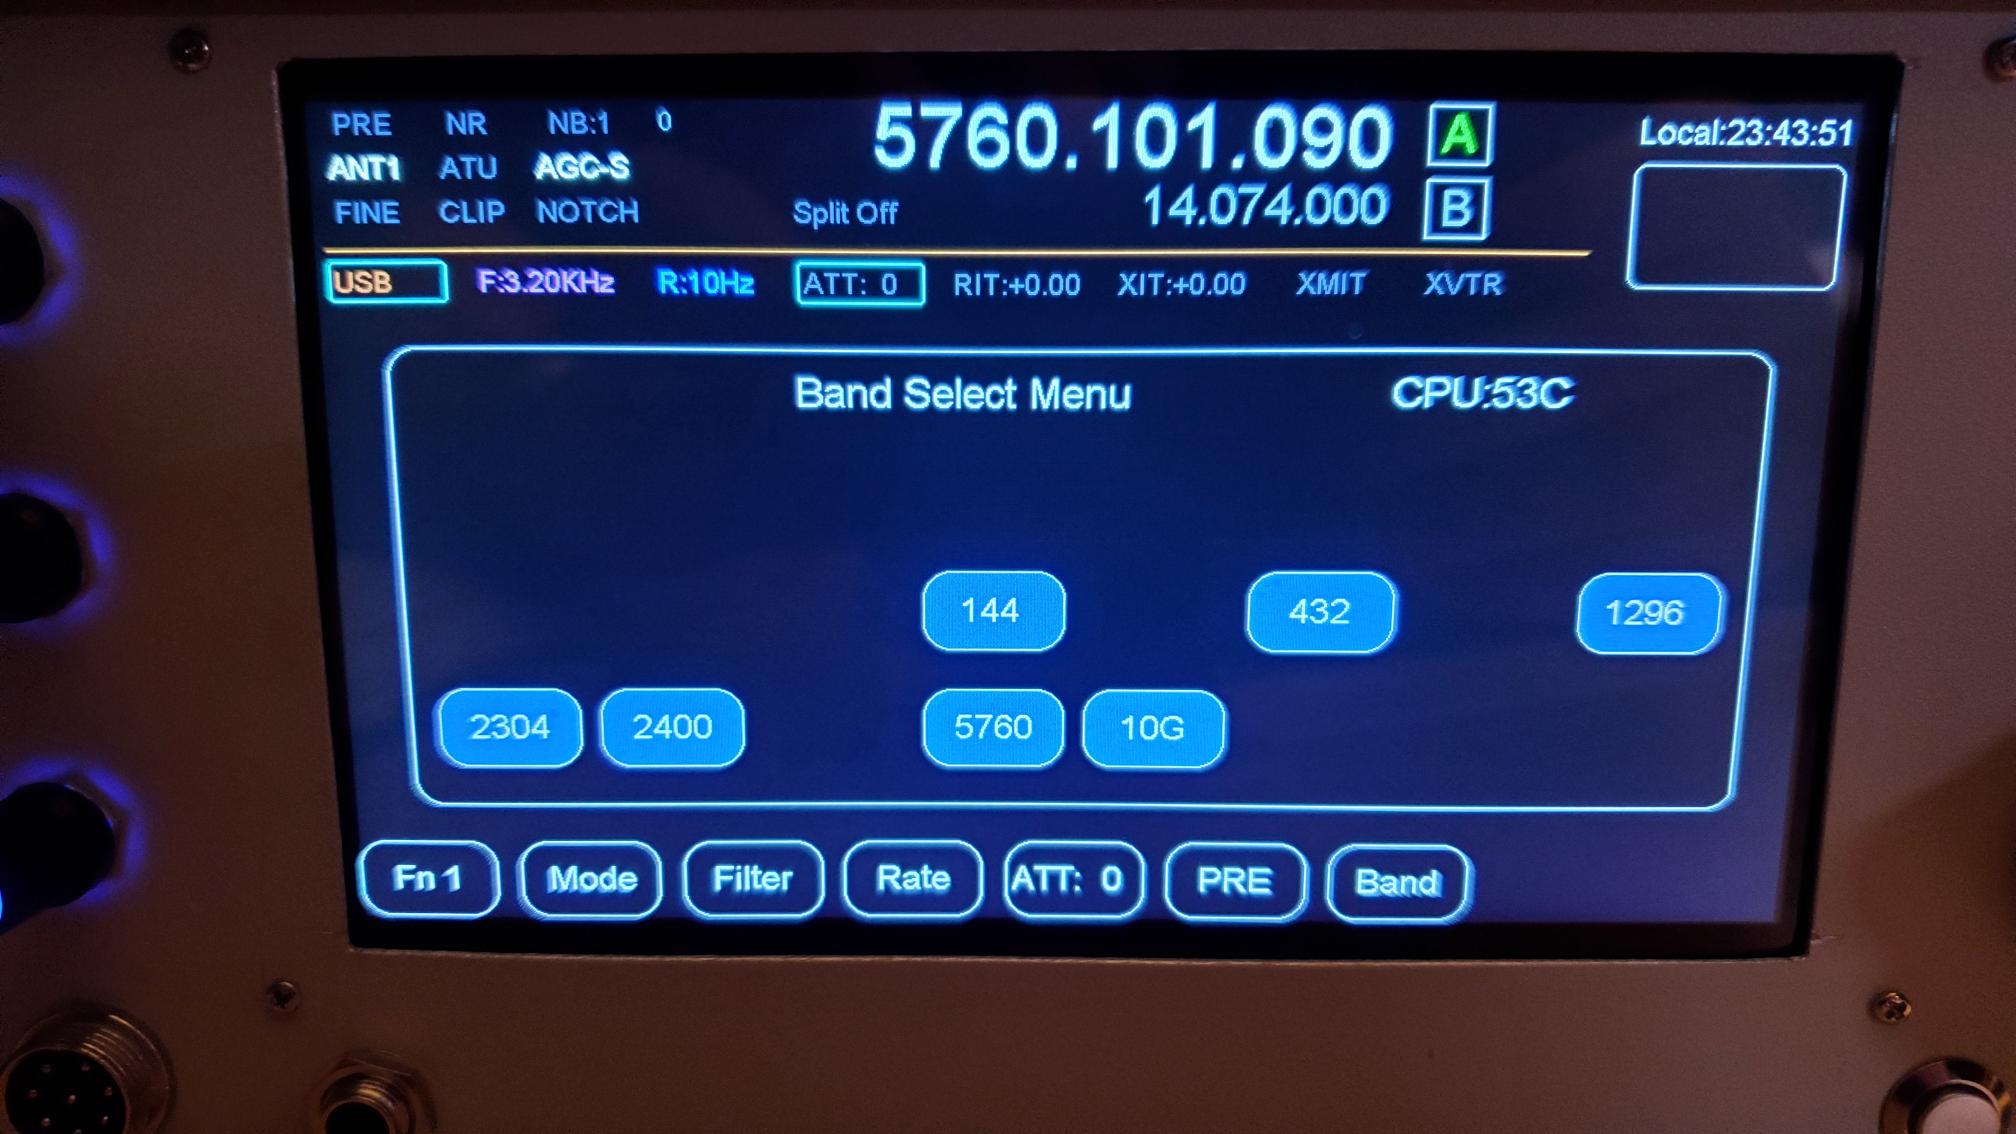 PRE NR NB:1 0 5760.101.090 A Local:23:43:51
ANT1 ATU AGC-S
FINE CLIP NOTCH Split Off 14.074.000 B
USB F:3.20KHz R:10Hz ATT: 0 RIT:+0.00 XIT:+0.00 XMIT XVTR
Band Select Menu CPU:53C
144 432 1296
2304 2400 5760 10G
Fn 1 Mode Filter Rate ATT: 0 PRE Band